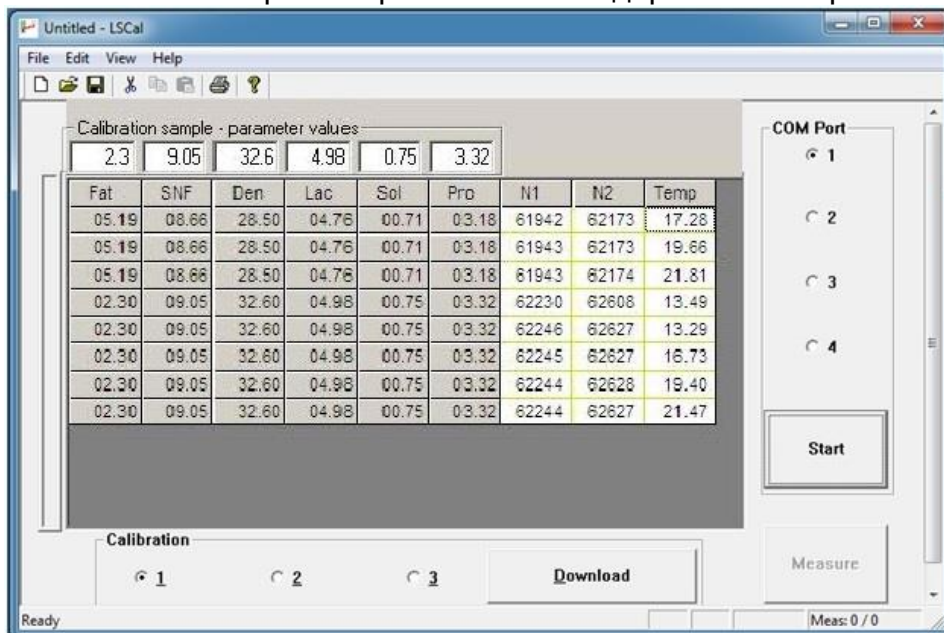 Untitled - LSCal
File Edit View Help
Calibration sample - parameter values
2.3 9.05 32.6 4.98 0.75 3.32
Fat SNF Den Lac Sol Pro N1 N2 Temp
05.19 08.66 28.50 04.76 00.71 03.18 61942 62173 17.28
05.19 08.66 28.50 04.76 00.71 03.18 61943 62173 19.66
05.19 08.66 28.50 04.76 00.71 03.18 61943 62174 21.81
02.30 09.05 32.60 04.98 00.75 03.32 62230 62608 13.49
02.30 09.05 32.60 04.98 00.75 03.32 62246 62627 13.29
02.30 09.05 32.60 04.98 00.75 03.32 62245 62627 16.73
02.30 09.05 32.60 04.98 00.75 03.32 62244 62628 19.40
02.30 09.05 32.60 04.98 00.75 03.32 62244 62627 21.47
COM Port
1
2
3
4
Start
Calibration
1 2 3 Download
Measure
Ready Meas: 0 / 0